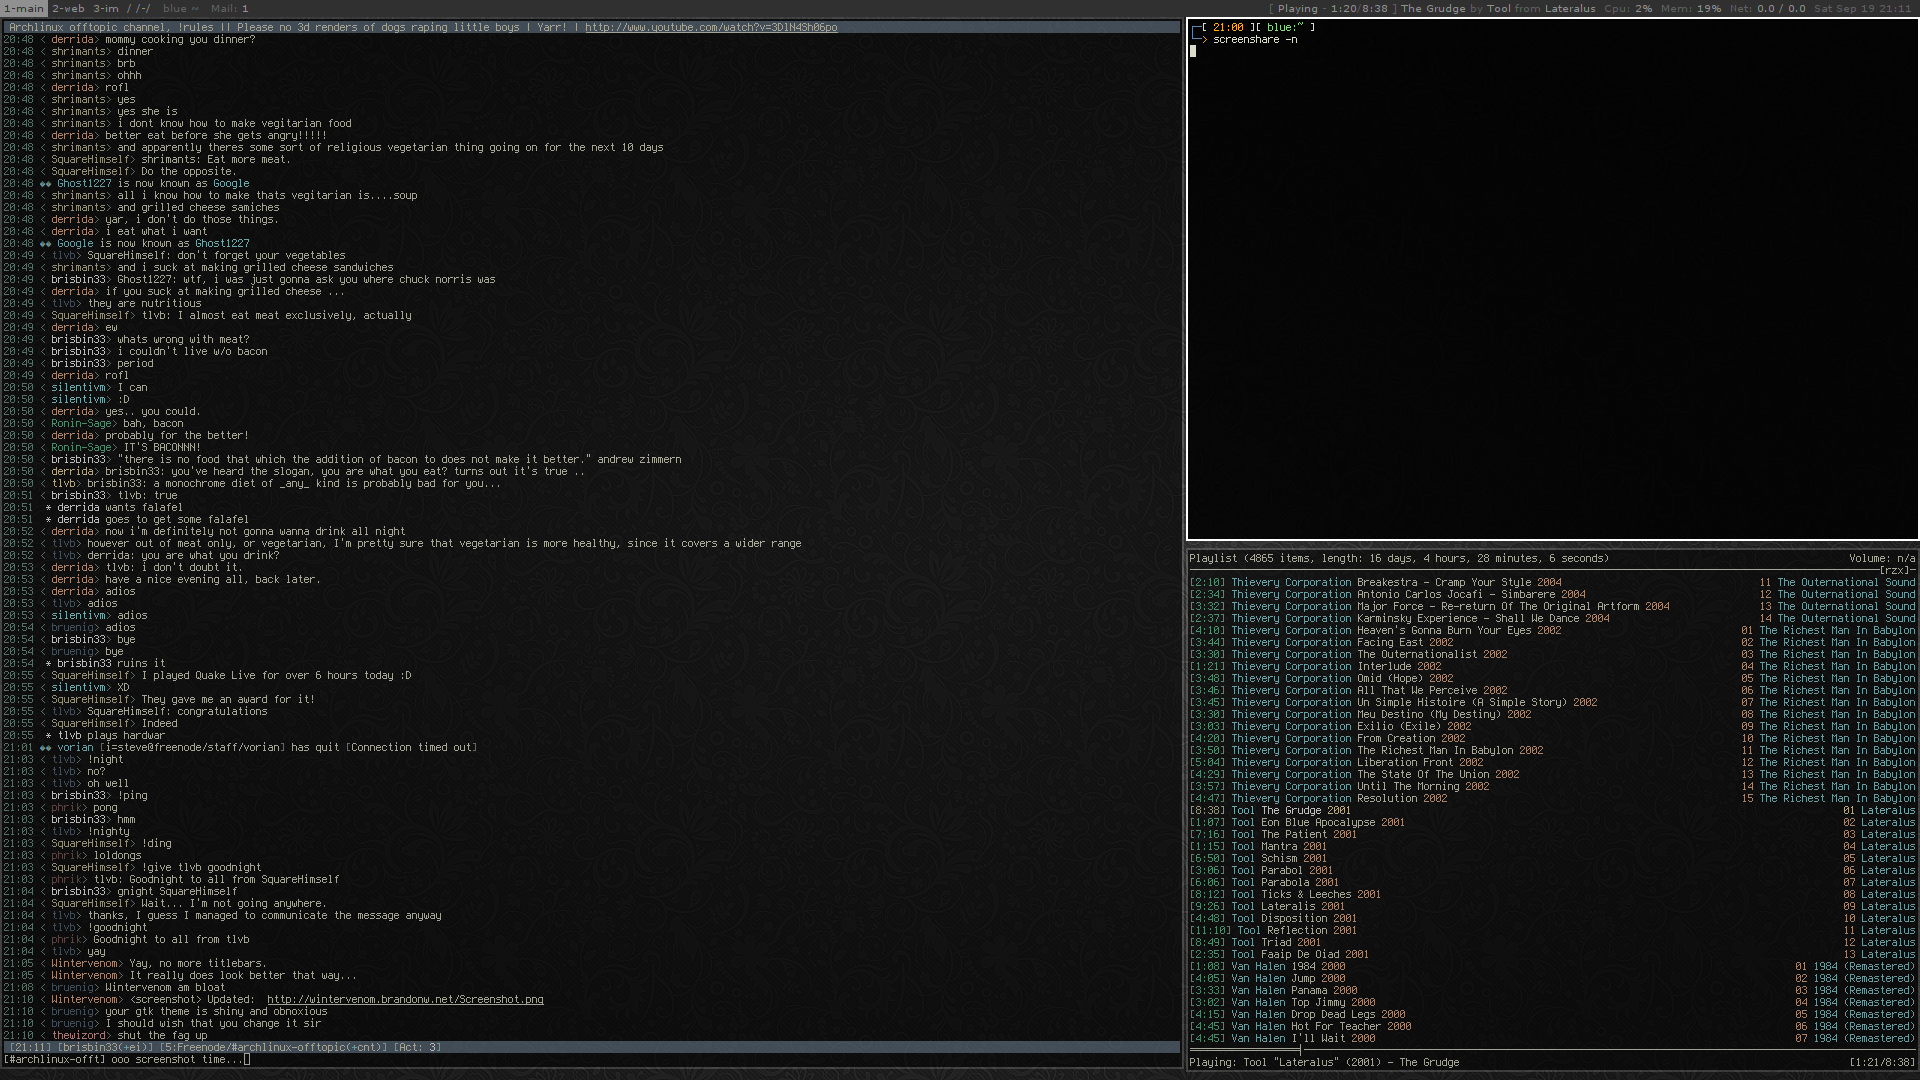 1-main 2-web 3-im / /-/ blue ~ Mail: 1
[ Playing - 1:20/8:38 ] The Grudge by Tool from Lateralus Cpu: 2% Mem: 19% Net: 0.0 / 0.0 Sat Sep 19 21:11
Archlinux offtopic channel, !rules || Please no 3d renders of dogs raping little boys | Yarr! | http://www.youtube.com/watch?v=3DlN4Sh06po
20:48 < derrida> mommy cooking you dinner?
20:48 < shrimants> dinner
20:48 < shrimants> brb
20:48 < shrimants> ohhh
20:48 < derrida> rofl
20:48 < shrimants> yes
20:48 < shrimants> yes she is
20:48 < shrimants> i dont know how to make vegitarian food
20:48 < derrida> better eat before she gets angry!!!!!
20:48 < shrimants> and apparently theres some sort of religious vegetarian thing going on for the next 10 days
20:48 < SquareHimself> shrimants: Eat more meat.
20:48 < SquareHimself> Do the opposite.
20:48 Ghost1227 is now known as Google
20:48 < shrimants> all i know how to make thats vegitarian is....soup
20:48 < shrimants> and grilled cheese samiches
20:48 < derrida> yar, i don't do those things.
20:48 < derrida> i eat what i want
20:48 Google is now known as Ghost1227
20:49 < tlvb> SquareHimself: don't forget your vegetables
20:49 < shrimants> and i suck at making grilled cheese sandwiches
20:49 < brisbin33> Ghost1227: wtf, i was just gonna ask you where chuck norris was
20:49 < derrida> if you suck at making grilled cheese ...
20:49 < tlvb> they are nutritious
20:49 < SquareHimself> tlvb: I almost eat meat exclusively, actually
20:49 < derrida> ew
20:49 < brisbin33> whats wrong with meat?
20:49 < brisbin33> i couldn't live w/o bacon
20:49 < brisbin33> period
20:49 < derrida> rofl
20:50 < silentivm> I can
20:50 < silentivm> :D
20:50 < derrida> yes.. you could.
20:50 < Ronin-Sage> bah, bacon
20:50 < derrida> probably for the better!
20:50 < Ronin-Sage> IT'S BACONNN!
20:50 < brisbin33> "there is no food that which the addition of bacon to does not make it better." andrew zimmern
20:50 < derrida> brisbin33: you've heard the slogan, you are what you eat? turns out it's true ..
20:50 < tlvb> brisbin33: a monochrome diet of _any_ kind is probably bad for you...
20:51 < brisbin33> tlvb: true
20:51 * derrida wants falafel
20:51 * derrida goes to get some falafel
20:52 < derrida> now i'm definitely not gonna wanna drink all night
20:52 < tlvb> however out of meat only, or vegetarian, I'm pretty sure that vegetarian is more healthy, since it covers a wider range
20:52 < tlvb> derrida: you are what you drink?
20:53 < derrida> tlvb: i don't doubt it.
20:53 < derrida> have a nice evening all, back later.
20:53 < derrida> adios
20:53 < tlvb> adios
20:53 < silentivm> adios
20:54 < bruenig> adios
20:54 < brisbin33> bye
20:54 < bruenig> bye
20:54 * brisbin33 ruins it
20:55 < SquareHimself> I played Quake Live for over 6 hours today :D
20:55 < silentivm> XD
20:55 < SquareHimself> They gave me an award for it!
20:55 < tlvb> SquareHimself: congratulations
20:55 < SquareHimself> Indeed
20:55 * tlvb plays hardwar
21:01 vorian [i=steve@freenode/staff/vorian] has quit [Connection timed out]
21:03 < tlvb> !night
21:03 < tlvb> no?
21:03 < tlvb> oh well
21:03 < brisbin33> !ping
21:03 < phrik> pong
21:03 < brisbin33> hmm
21:03 < tlvb> !nighty
21:03 < SquareHimself> !ding
21:03 < phrik> loldongs
21:03 < SquareHimself> !give tlvb goodnight
21:03 < phrik> tlvb: Goodnight to all from SquareHimself
21:04 < brisbin33> gnight SquareHimself
21:04 < SquareHimself> Wait... I'm not going anywhere.
21:04 < tlvb> thanks, I guess I managed to communicate the message anyway
21:04 < tlvb> !goodnight
21:04 < phrik> Goodnight to all from tlvb
21:04 < tlvb> yay
21:05 < Wintervenom> Yay, no more titlebars.
21:05 < Wintervenom> It really does look better that way...
21:08 < bruenig> Wintervenom am bloat
21:10 < Wintervenom> <screenshot> Updated: http://wintervenom.brandonw.net/Screenshot.png
21:10 < bruenig> your gtk theme is shiny and obnoxious
21:10 < bruenig> I should wish that you change it sir
21:10 < thewizord> shut the fag up
[21:11] [brisbin33(+ei)] [5:Freenode/#archlinux-offtopic(+cnt)] [Act: 3]
[#archlinux-offt] ooo screenshot time...
[ 21:00 ][ blue:~ ]
> screenshare -n
Playlist (4865 items, length: 16 days, 4 hours, 28 minutes, 6 seconds) Volume: n/a
[rzx]
[2:10] Thievery Corporation Breakestra - Cramp Your Style 2004 11 The Outernational Sound
[2:34] Thievery Corporation Antonio Carlos Jocafi - Simbarere 2004 12 The Outernational Sound
[3:32] Thievery Corporation Major Force - Re-return Of The Original Artform 2004 13 The Outernational Sound
[2:37] Thievery Corporation Karminsky Experience - Shall We Dance 2004 14 The Outernational Sound
[4:10] Thievery Corporation Heaven's Gonna Burn Your Eyes 2002 01 The Richest Man In Babylon
[3:44] Thievery Corporation Facing East 2002 02 The Richest Man In Babylon
[3:30] Thievery Corporation The Outernationalist 2002 03 The Richest Man In Babylon
[1:21] Thievery Corporation Interlude 2002 04 The Richest Man In Babylon
[3:48] Thievery Corporation Omid (Hope) 2002 05 The Richest Man In Babylon
[3:46] Thievery Corporation All That We Perceive 2002 06 The Richest Man In Babylon
[3:45] Thievery Corporation Un Simple Histoire (A Simple Story) 2002 07 The Richest Man In Babylon
[3:30] Thievery Corporation Meu Destino (My Destiny) 2002 08 The Richest Man In Babylon
[3:03] Thievery Corporation Exilio (Exile) 2002 09 The Richest Man In Babylon
[4:20] Thievery Corporation From Creation 2002 10 The Richest Man In Babylon
[3:50] Thievery Corporation The Richest Man In Babylon 2002 11 The Richest Man In Babylon
[5:04] Thievery Corporation Liberation Front 2002 12 The Richest Man In Babylon
[4:29] Thievery Corporation The State Of The Union 2002 13 The Richest Man In Babylon
[3:57] Thievery Corporation Until The Morning 2002 14 The Richest Man In Babylon
[4:47] Thievery Corporation Resolution 2002 15 The Richest Man In Babylon
[8:38] Tool The Grudge 2001 01 Lateralus
[1:07] Tool Eon Blue Apocalypse 2001 02 Lateralus
[7:16] Tool The Patient 2001 03 Lateralus
[1:15] Tool Mantra 2001 04 Lateralus
[6:50] Tool Schism 2001 05 Lateralus
[3:06] Tool Parabol 2001 06 Lateralus
[6:06] Tool Parabola 2001 07 Lateralus
[8:12] Tool Ticks & Leeches 2001 08 Lateralus
[9:26] Tool Lateralis 2001 09 Lateralus
[4:48] Tool Disposition 2001 10 Lateralus
[11:10] Tool Reflection 2001 11 Lateralus
[8:49] Tool Triad 2001 12 Lateralus
[2:35] Tool Faaip De Oiad 2001 13 Lateralus
[1:08] Van Halen 1984 2000 01 1984 (Remastered)
[4:05] Van Halen Jump 2000 02 1984 (Remastered)
[3:33] Van Halen Panama 2000 03 1984 (Remastered)
[3:02] Van Halen Top Jimmy 2000 04 1984 (Remastered)
[4:15] Van Halen Drop Dead Legs 2000 05 1984 (Remastered)
[4:45] Van Halen Hot For Teacher 2000 06 1984 (Remastered)
[4:45] Van Halen I'll Wait 2000 07 1984 (Remastered)
Playing: Tool "Lateralus" (2001) - The Grudge [1:21/8:38]